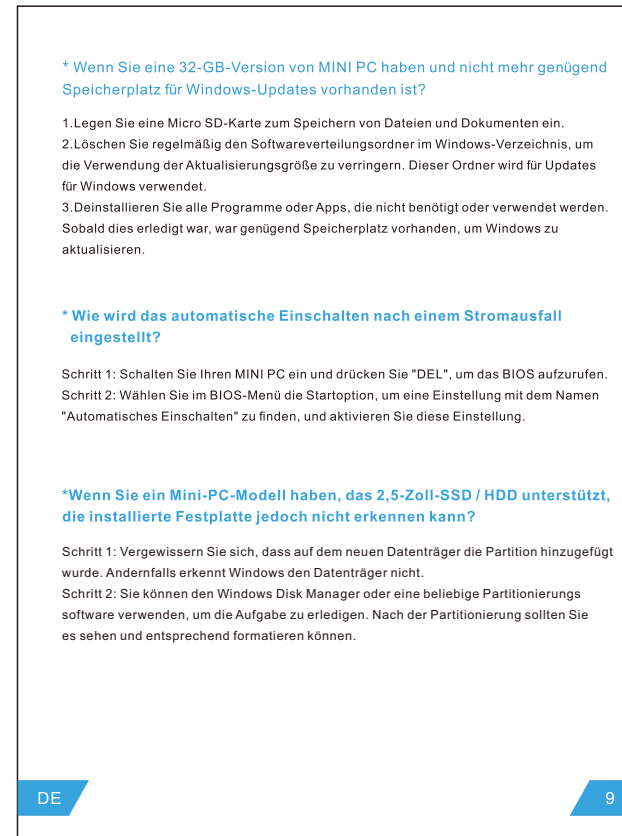 * Wenn Sie eine 32-GB-Version von MINI PC haben und nicht mehr genügend
Speicherplatz für Windows-Updates vorhanden ist?
1.Legen Sie eine Micro SD-Karte zum Speichern von Dateien und Dokumenten ein.
2.Löschen Sie regelmäßig den Softwareverteilungsordner im Windows-Verzeichnis, um
die Verwendung der Aktualisierungsgröße zu verringern. Dieser Ordner wird für Updates
für Windows verwendet.
3.Deinstallieren Sie alle Programme oder Apps, die nicht benötigt oder verwendet werden.
Sobald dies erledigt war, war genügend Speicherplatz vorhanden, um Windows zu
aktualisieren.
* Wie wird das automatische Einschalten nach einem Stromausfall
eingestellt?
Schritt 1: Schalten Sie Ihren MINI PC ein und drücken Sie "DEL", um das BIOS aufzurufen.
Schritt 2: Wählen Sie im BIOS-Menü die Startoption, um eine Einstellung mit dem Namen
"Automatisches Einschalten" zu finden, und aktivieren Sie diese Einstellung.
*Wenn Sie ein Mini-PC-Modell haben, das 2,5-Zoll-SSD / HDD unterstützt,
die installierte Festplatte jedoch nicht erkennen kann?
Schritt 1: Vergewissern Sie sich, dass auf dem neuen Datenträger die Partition hinzugefügt
wurde. Andernfalls erkennt Windows den Datenträger nicht.
Schritt 2: Sie können den Windows Disk Manager oder eine beliebige Partitionierungs
software verwenden, um die Aufgabe zu erledigen. Nach der Partitionierung sollten Sie
es sehen und entsprechend formatieren können.
DE
9